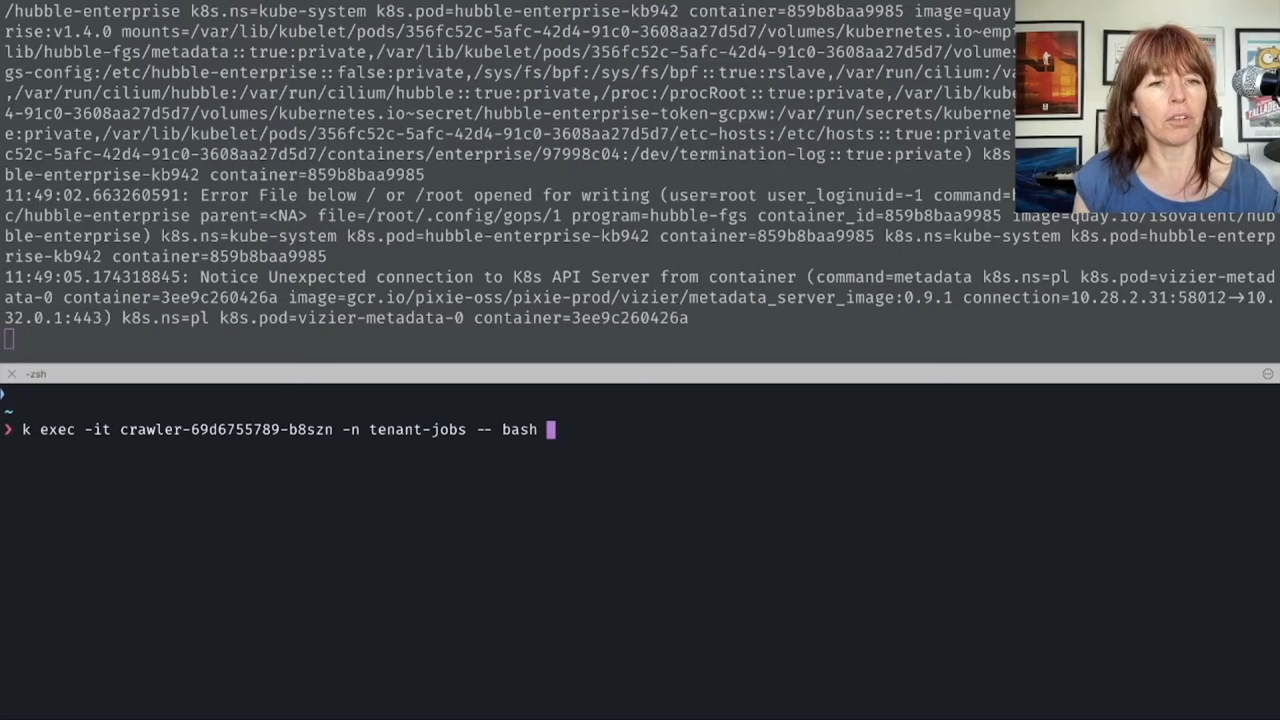 /hubble-enterprise k8s.ns=kube-system k8s.pod=hubble-enterprise-kb942 container=859b8baa9985 image=quay
rise:v1.4.0 mounts=/var/lib/kubelet/pods/356fc52c-5afc-42d4-91c0-3608aa27d5d7/volumes/kubernetes.io~emp
lib/hubble-fgs/metadata::true:private,/var/lib/kubelet/pods/356fc52c-5afc-42d4-91c0-3608aa27d5d7/volume
gs-config:/etc/hubble-enterprise::false:private,/sys/fs/bpf:/sys/fs/bpf::true:rslave,/var/run/cilium:/va
,/var/run/cilium/hubble:/var/run/cilium/hubble::true:private,/proc:/procRoot::true:private,/var/lib/kub
4-91c0-3608aa27d5d7/volumes/kubernetes.io~secret/hubble-enterprise-token-gcpxw:/var/run/secrets/kuberne
e:private,/var/lib/kubelet/pods/356fc52c-5afc-42d4-91c0-3608aa27d5d7/etc-hosts:/etc/hosts::true:private
c52c-5afc-42d4-91c0-3608aa27d5d7/containers/enterprise/97998c04:/dev/termination-log::true:private) k8s
ble-enterprise-kb942 container=859b8baa9985
11:49:02.663260591: Error File below / or /root opened for writing (user=root user_loginuid=-1 command=
c/hubble-enterprise parent=<NA> file=/root/.config/gops/1 program=hubble-fgs container_id=859b8baa9985 image=quay.io/isovalent/hub
ble-enterprise) k8s.ns=kube-system k8s.pod=hubble-enterprise-kb942 container=859b8baa9985 k8s.ns=kube-system k8s.pod=hubble-enterp
rise-kb942 container=859b8baa9985
11:49:05.174318845: Notice Unexpected connection to K8s API Server from container (command=metadata k8s.ns=pl k8s.pod=vizier-metad
ata-0 container=3ee9c260426a image=gcr.io/pixie-oss/pixie-prod/vizier/metadata_server_image:0.9.1 connection=10.28.2.31:58012->10.
32.0.1:443) k8s.ns=pl k8s.pod=vizier-metadata-0 container=3ee9c260426a
-zsh
~
❯ k exec -it crawler-69d6755789-b8szn -n tenant-jobs -- bash